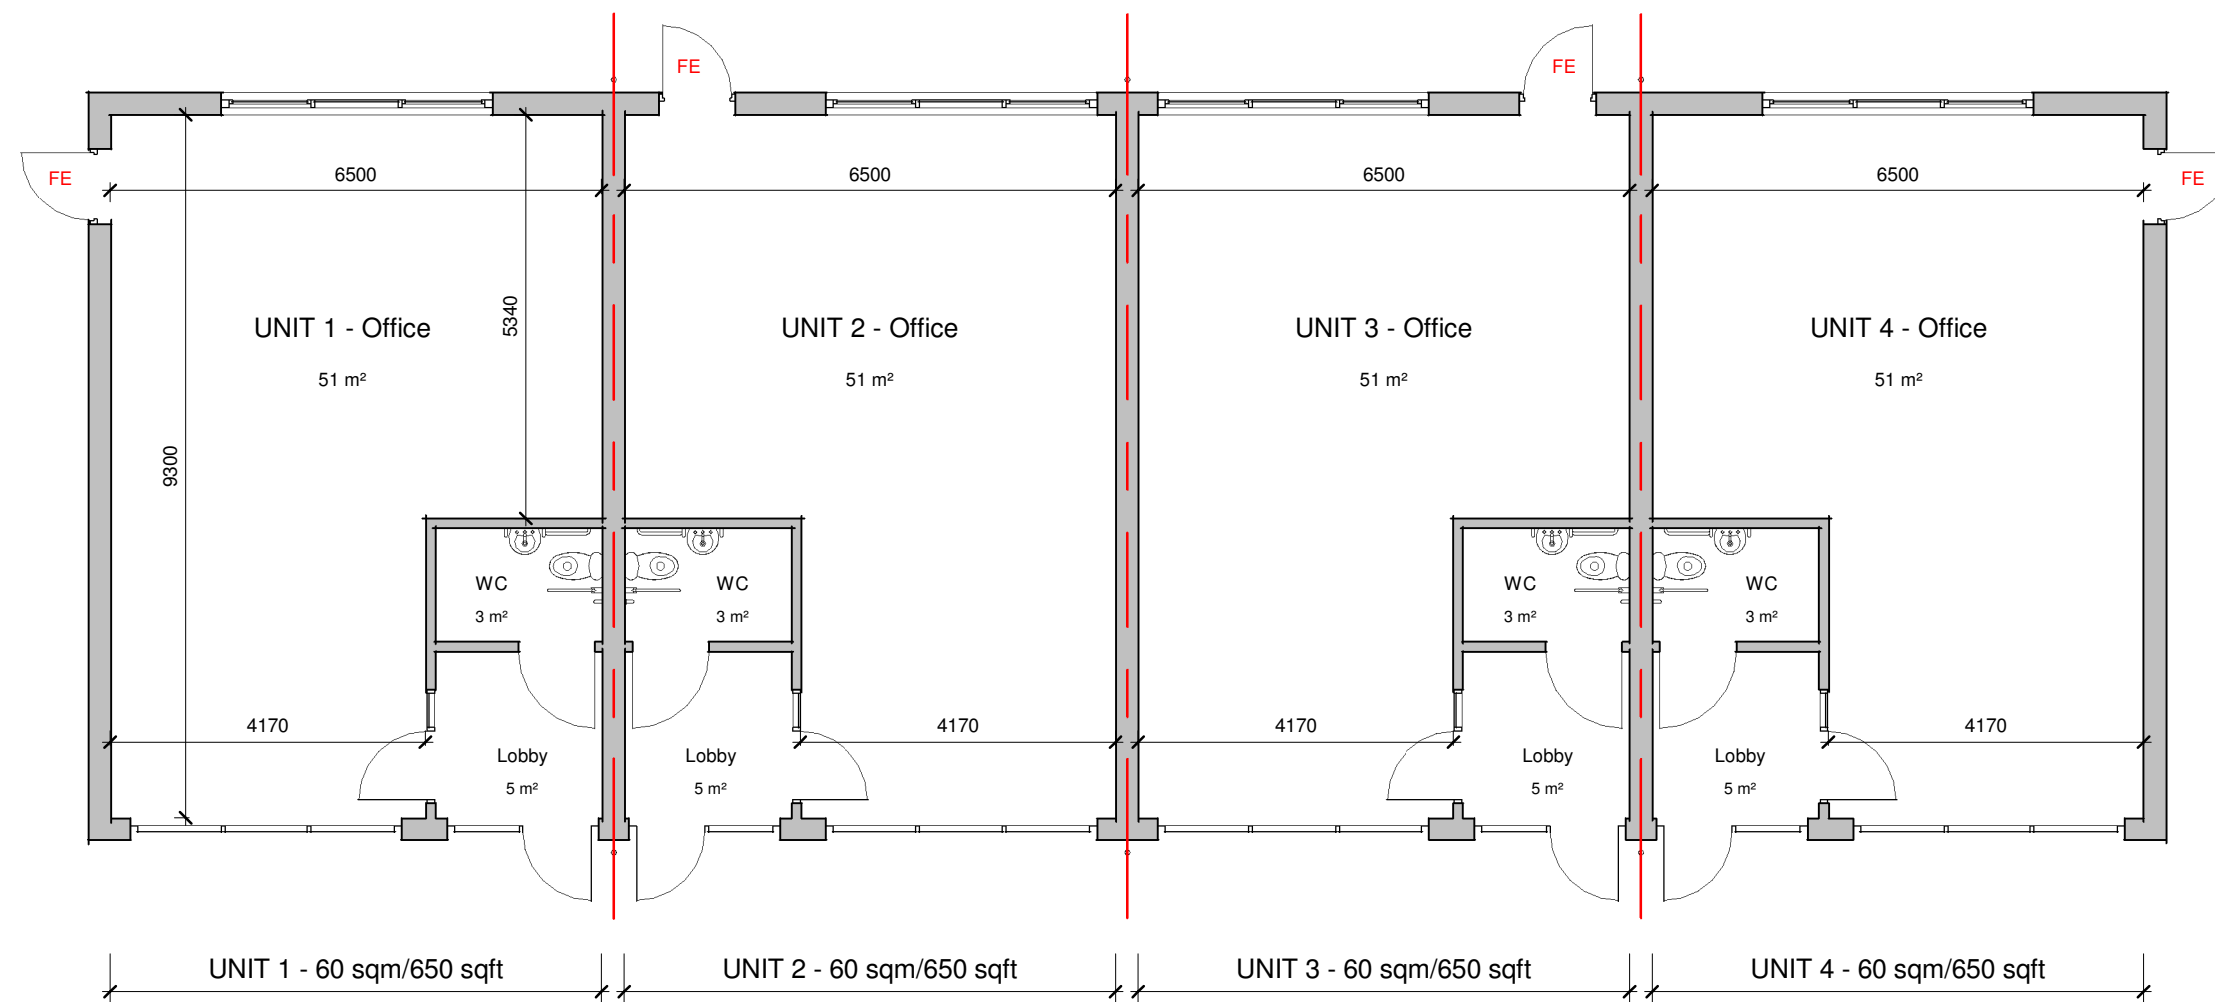 FE FE
FE FE
6500 6500 6500 6500
5340
UNIT 1 - Office UNIT 2 - Office UNIT 3 - Office UNIT 4 - Office
51 m² 51 m² 51 m² 51 m²
9300
WC WC WC WC
3 m² 3 m² 3 m² 3 m²
4170 4170 4170 4170
Lobby Lobby Lobby Lobby
5 m² 5 m² 5 m² 5 m²
UNIT 1 - 60 sqm/650 sqft UNIT 2 - 60 sqm/650 sqft UNIT 3 - 60 sqm/650 sqft UNIT 4 - 60 sqm/650 sqft